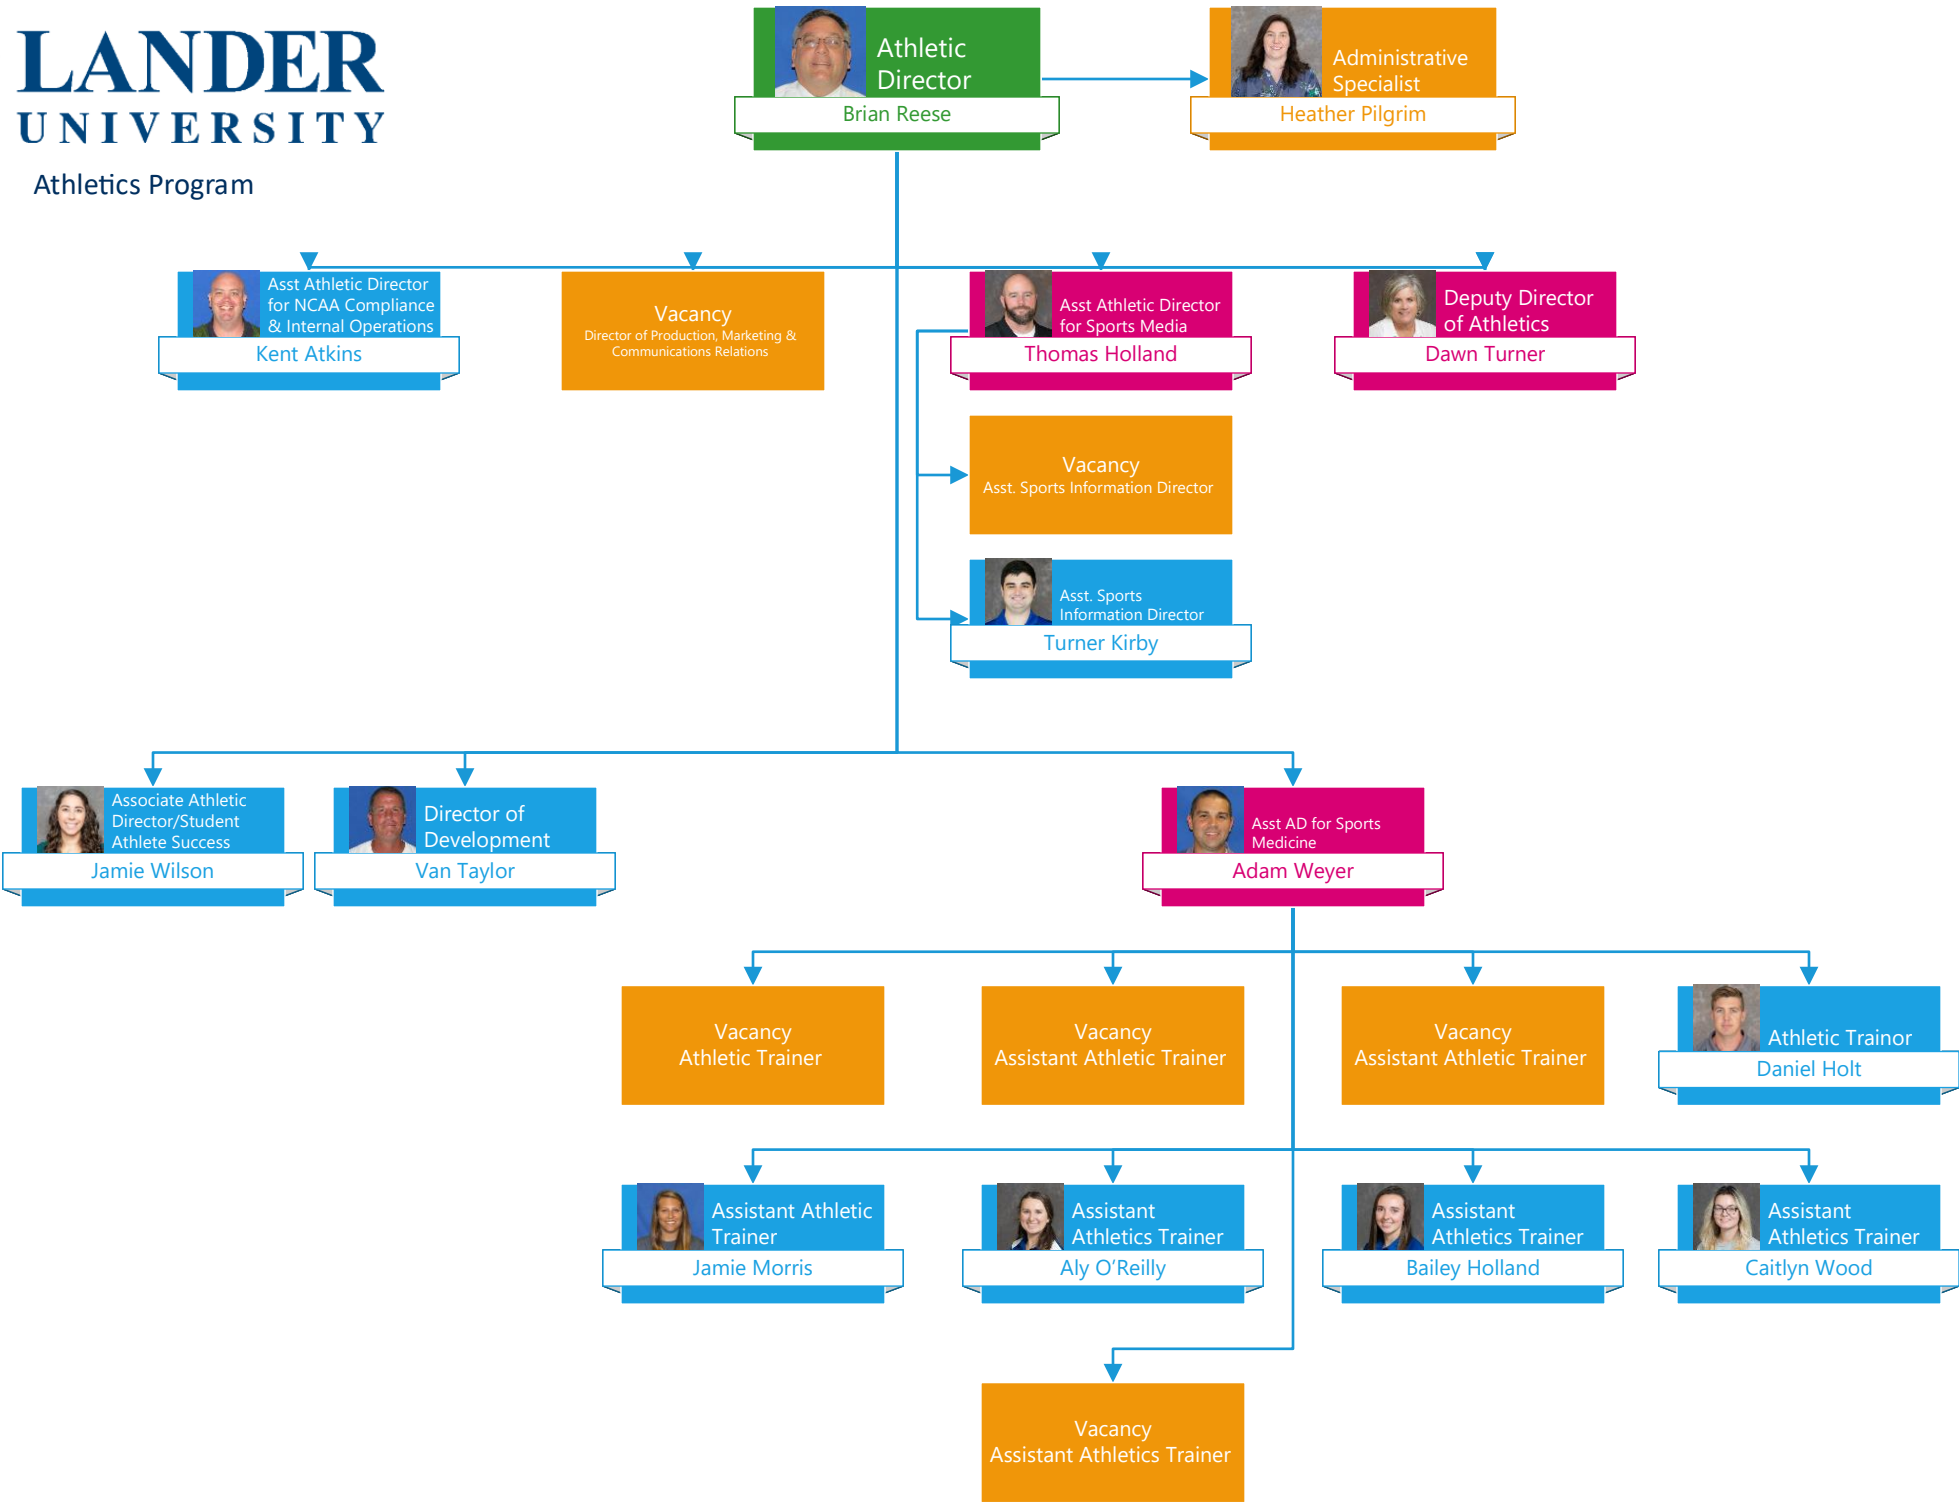 LANDER
UNIVERSITY
Athletics Program
Athletic
Director
Brian Reese
Administrative
Specialist
Heather Pilgrim
Asst Athletic Director
for NCAA Compliance
& Internal Operations
Kent Atkins
Vacancy
Director of Production, Marketing &
Communications Relations
Asst Athletic Director
for Sports Media
Thomas Holland
Deputy Director
of Athletics
Dawn Turner
Vacancy
Asst. Sports Information Director
Asst. Sports
Information Director
Turner Kirby
Associate Athletic
Director/Student
Athlete Success
Jamie Wilson
Director of
Development
Van Taylor
Asst AD for Sports
Medicine
Adam Weyer
Vacancy
Athletic Trainer
Vacancy
Assistant Athletic Trainer
Vacancy
Assistant Athletic Trainer
Athletic Trainor
Daniel Holt
Assistant Athletic
Trainer
Jamie Morris
Assistant
Athletics Trainer
Aly O’Reilly
Assistant
Athletics Trainer
Bailey Holland
Assistant
Athletics Trainer
Caitlyn Wood
Vacancy
Assistant Athletics Trainer